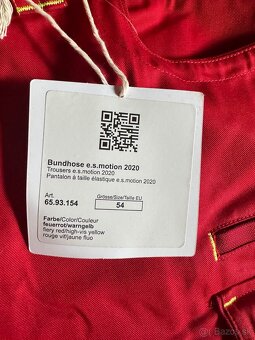 Bundhose e.s.motion 2020
Trousers e.s.motion 2020
Pantalon à taille élastique e.s.motion 2020
Art.
65.93.154
Grösse/Size/Taille EU
54
Farbe/Color/Couleur
feuerrot/warngelb
fiery red/high-vis yellow
rouge vif/jaune fluo